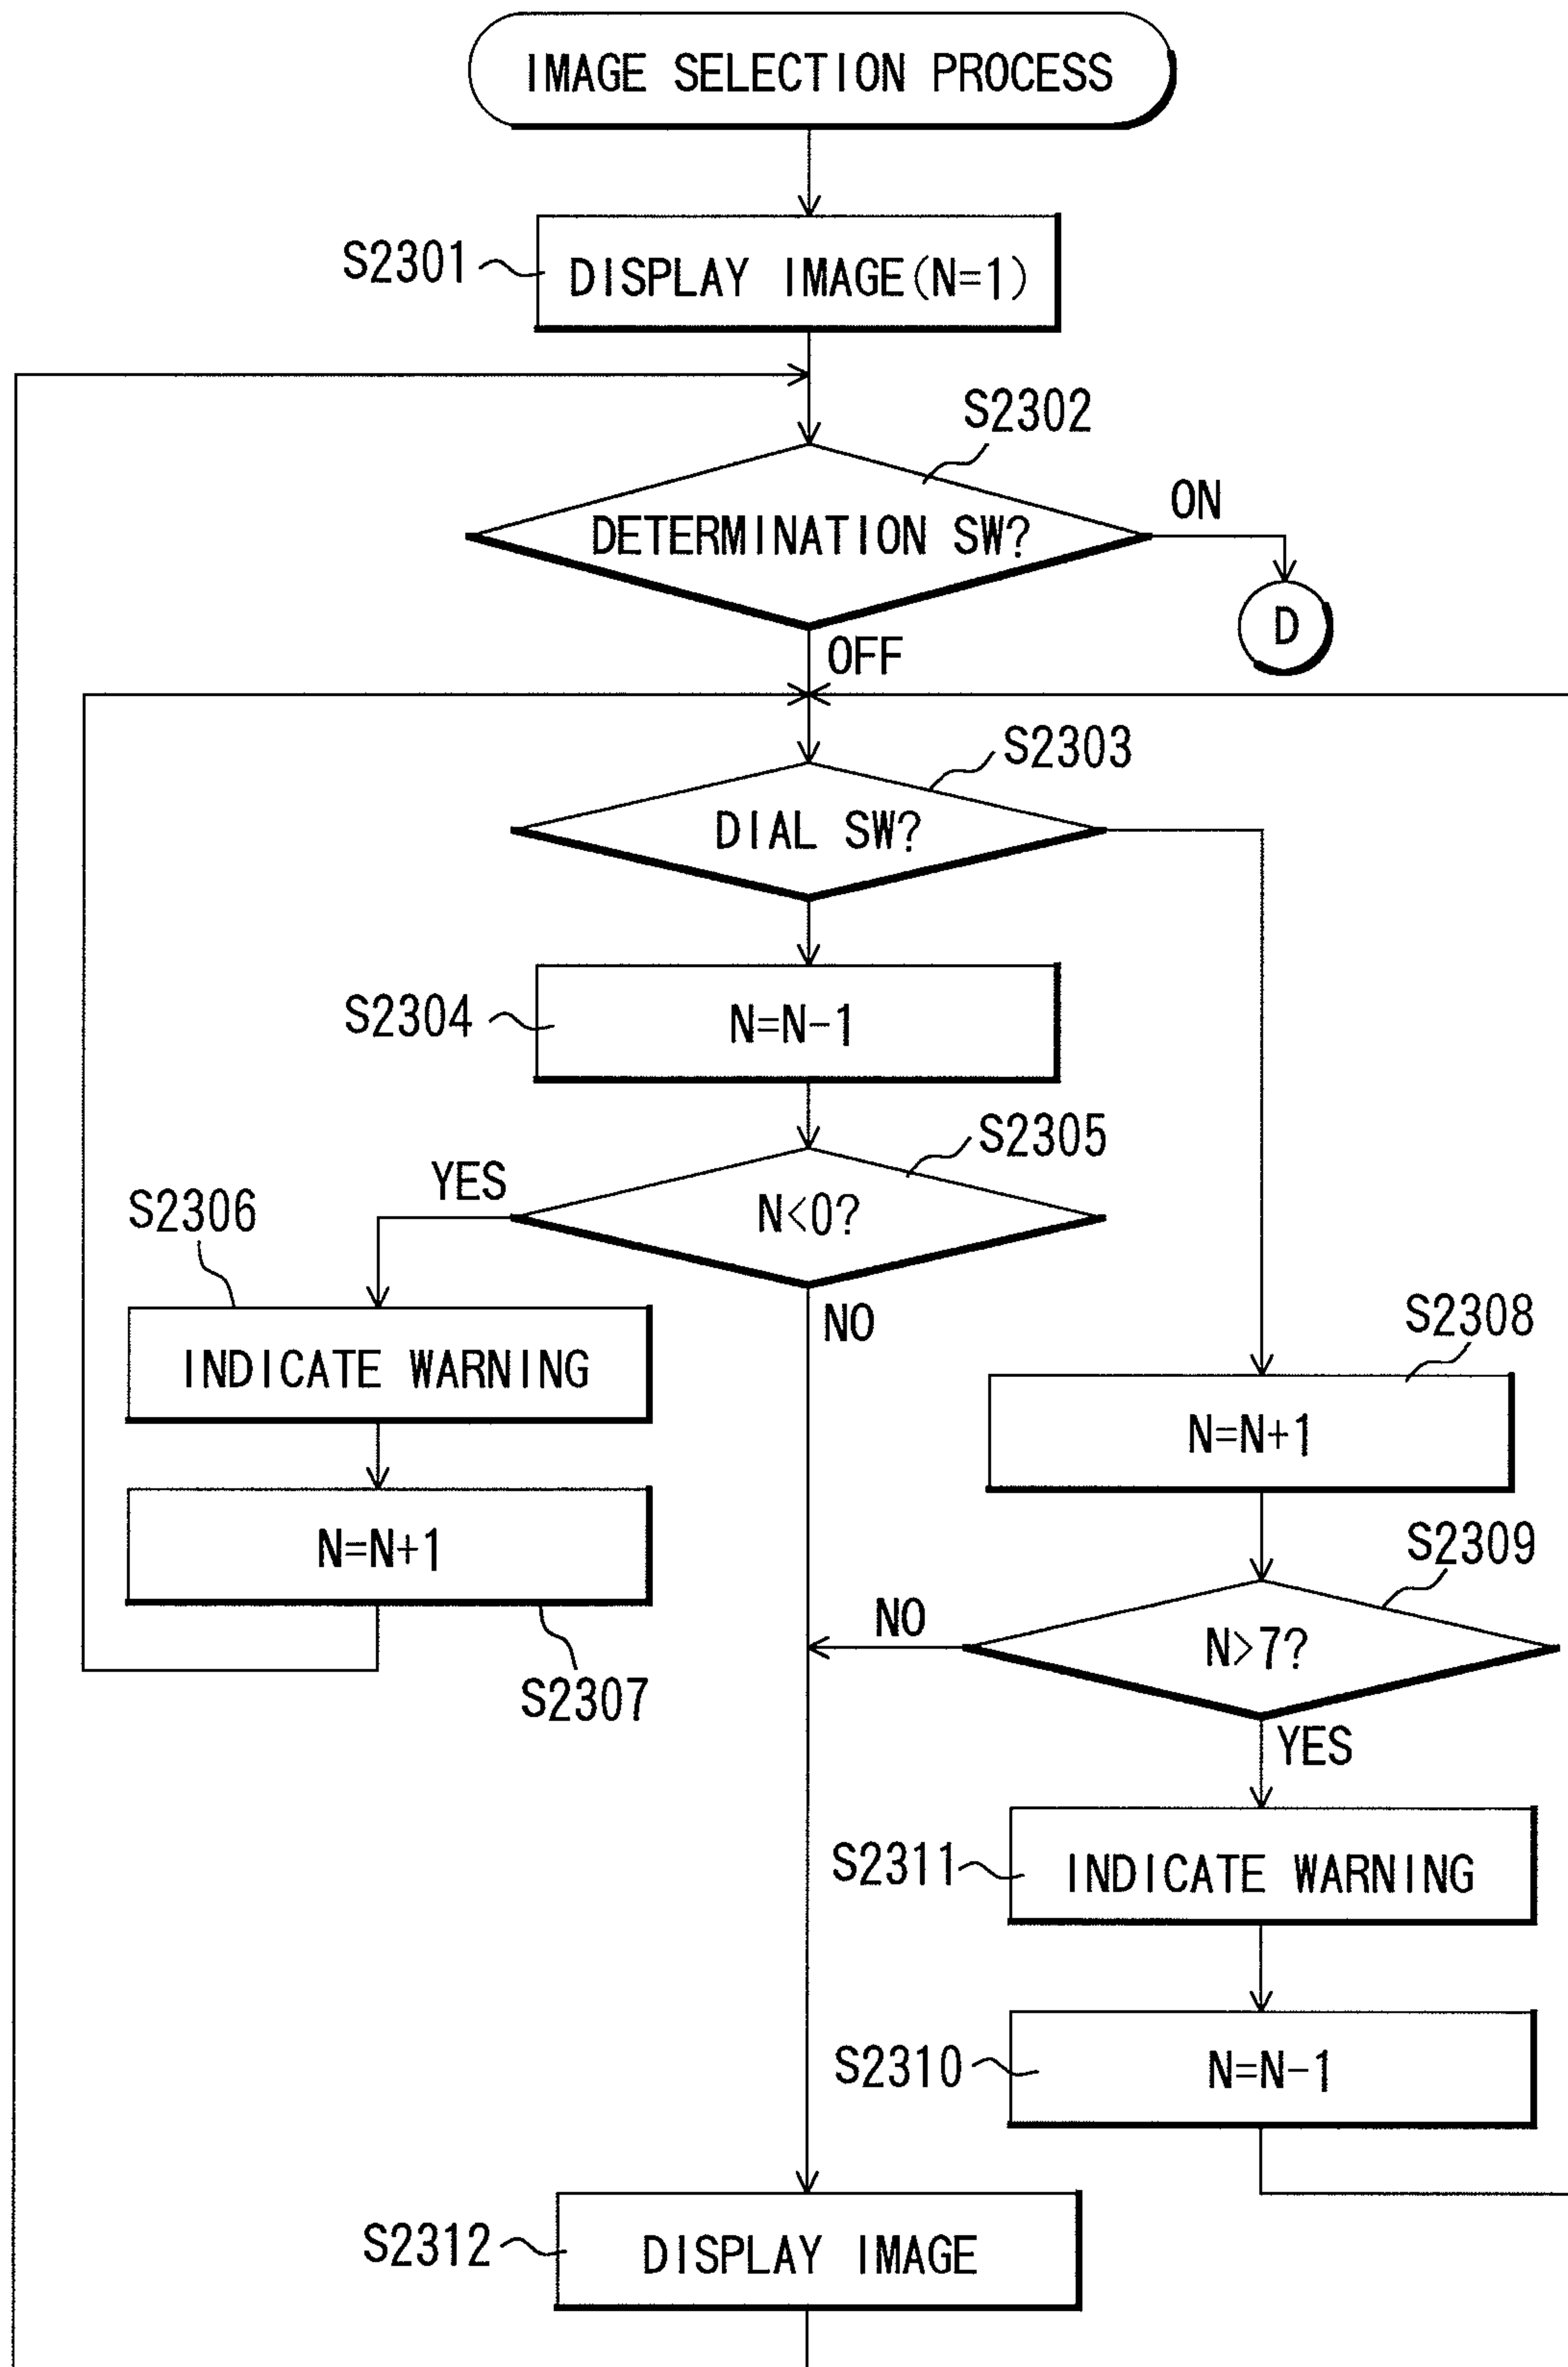 IMAGE SELECTION PROCESS
S2301
DISPLAY IMAGE(N=1)
S2302
DETERMINATION SW?
ON
D
OFF
S2303
DIAL SW?
S2304
N=N-1
S2305
YES
N<0?
S2306
NO
INDICATE WARNING
S2308
N=N+1
N=N+1
S2307
S2309
NO
N>7?
YES
S2311
INDICATE WARNING
S2310
N=N-1
S2312
DISPLAY IMAGE